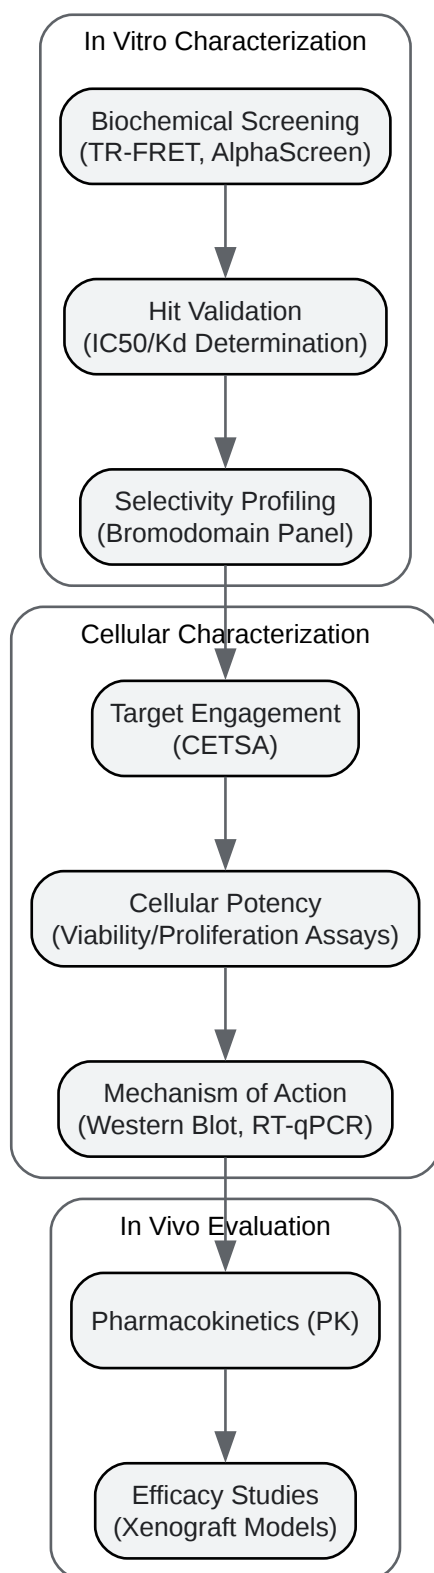 In Vitro Characterization
Biochemical Screening
(TR-FRET, AlphaScreen)
Hit Validation
(IC50/Kd Determination)
Selectivity Profiling
(Bromodomain Panel)
Cellular Characterization
Target Engagement
(CETSA)
Cellular Potency
(Viability/Proliferation Assays)
Mechanism of Action
(Western Blot, RT-qPCR)
In Vivo Evaluation
Pharmacokinetics (PK)
Efficacy Studies
(Xenograft Models)